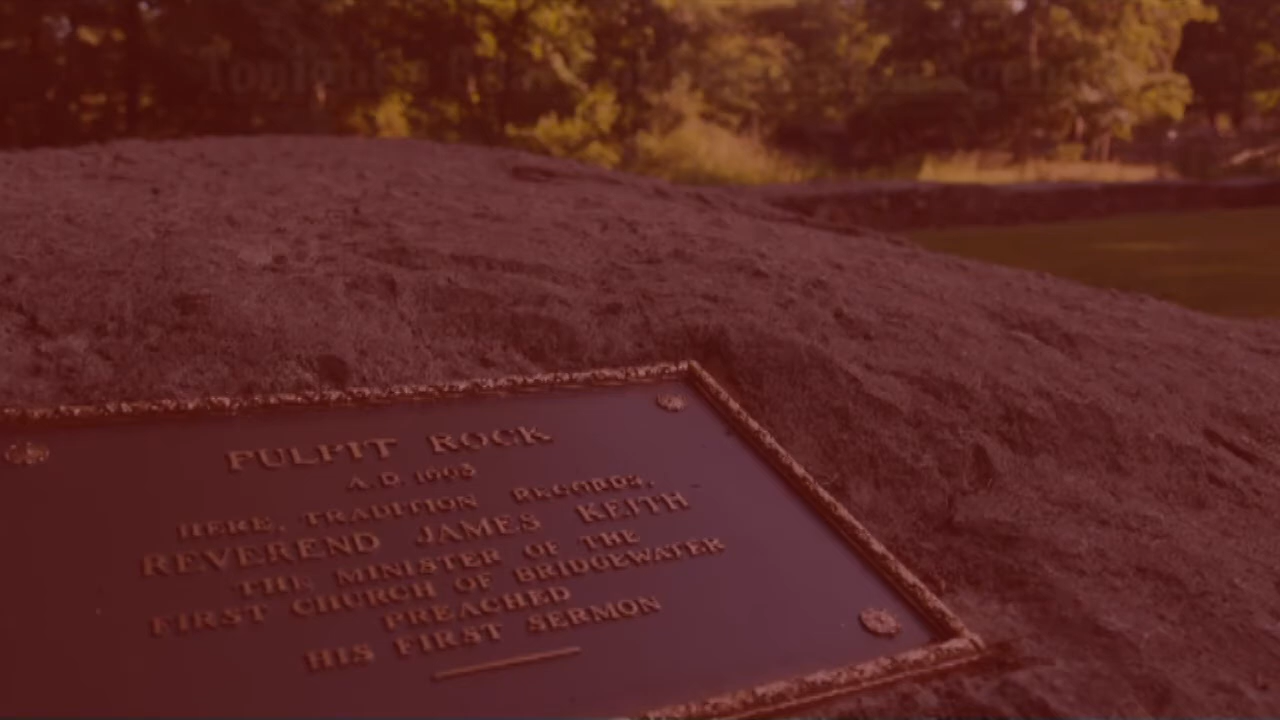 PULPIT ROCK
A.D. 1663
HERE, TRADITION RECORDS,
REVEREND JAMES KEITH
THE MINISTER OF THE
FIRST CHURCH OF BRIDGEWATER
PREACHED
HIS FIRST SERMON